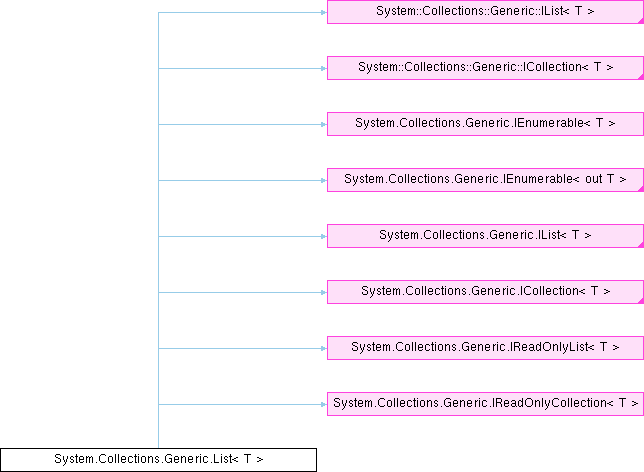 System::Collections::Generic::IList< T >
System::Collections::Generic::ICollection< T >
System.Collections.Generic.IEnumerable< T >
System.Collections.Generic.IEnumerable< out T >
System.Collections.Generic.IList< T >
System.Collections.Generic.ICollection< T >
System.Collections.Generic.IReadOnlyList< T >
System.Collections.Generic.IReadOnlyCollection< T >
System.Collections.Generic.List< T >